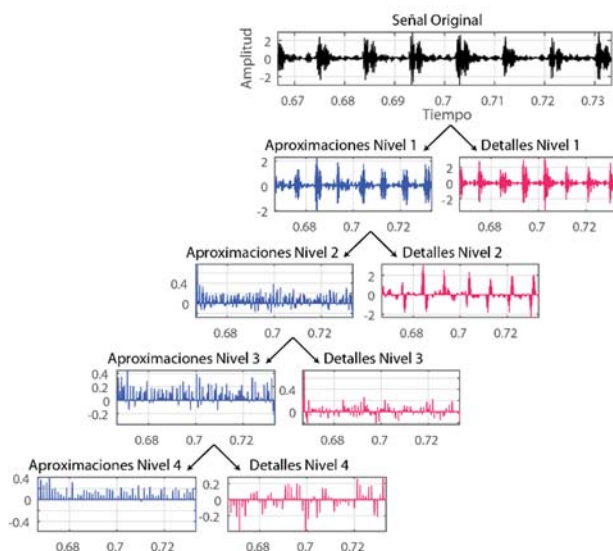 Señal Original
Amplitud
2
0
-2
0.67 0.68 0.69 0.7 0.71 0.72 0.73
Tiempo
Aproximaciones Nivel 1 Detalles Nivel 1
2 2
0 0
-2 -2
0.68 0.7 0.72 0.68 0.7 0.72
Aproximaciones Nivel 2 Detalles Nivel 2
0.4 2
0 0
-2
0.68 0.7 0.72 0.68 0.7 0.72
Aproximaciones Nivel 3 Detalles Nivel 3
0.4
0.2 0.4
0
-0.2 0
0.68 0.7 0.72 0.68 0.7 0.72
Aproximaciones Nivel 4 Detalles Nivel 4
0.4 0.2
0 0
-0.4 -0.2
0.68 0.7 0.72 0.68 0.7 0.72